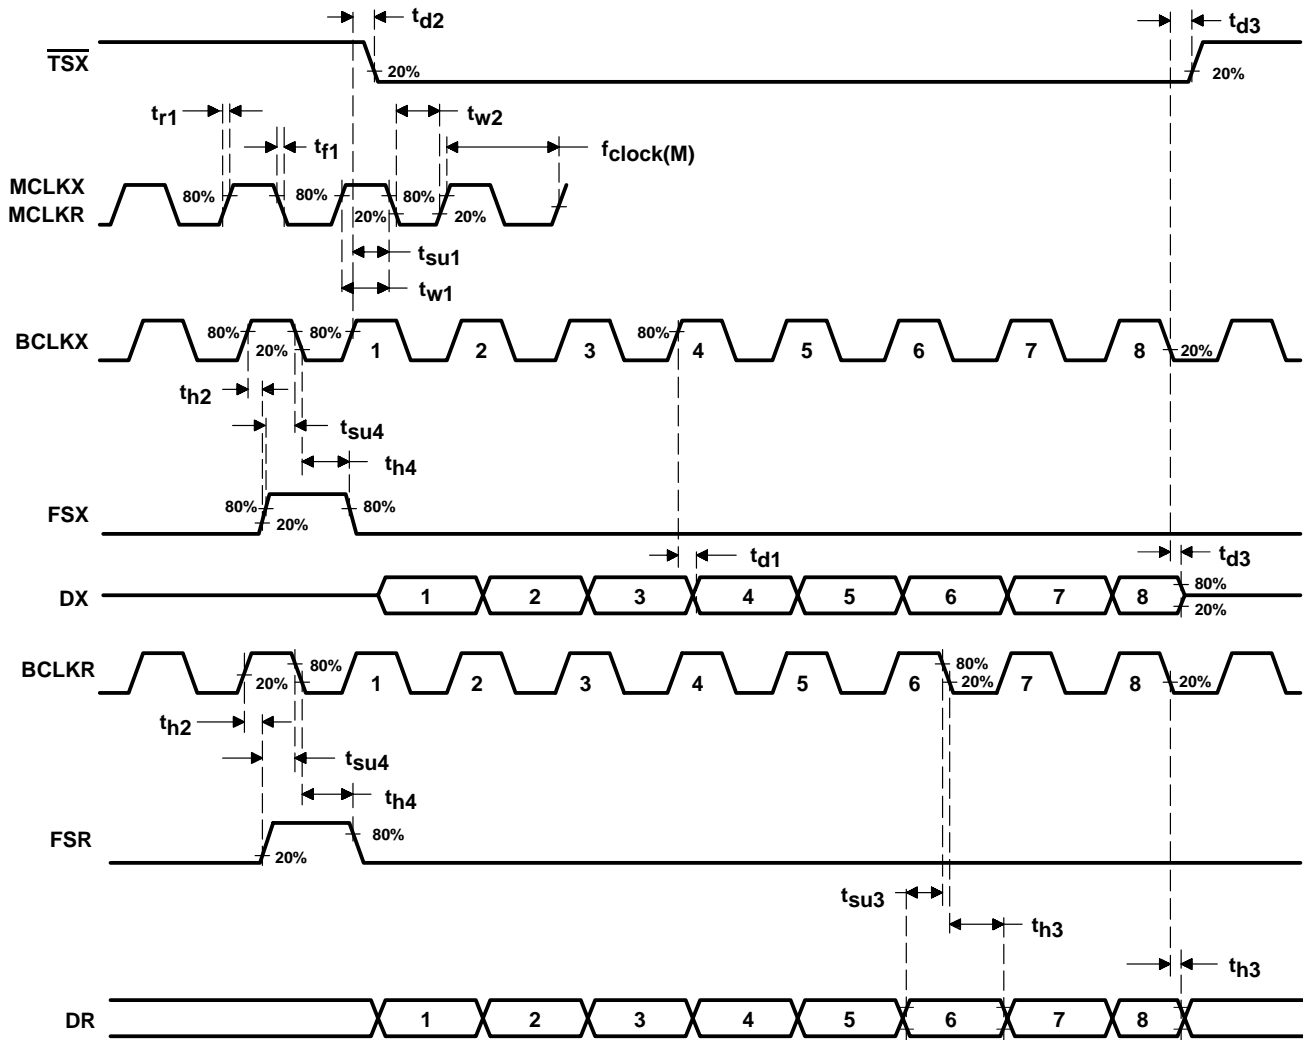 td2
td3
TSX
20%
20%
tr1
tw2
tf1
fclock(M)
MCLKX
MCLKR
80%
80%
80%
20%
20%
tsu1
tw1
BCLKX
80%
80%
80%
20%
1
2
3
4
5
6
7
8
20%
th2
tsu4
th4
FSX
80%
80%
20%
td1
td3
DX
1
2
3
4
5
6
7
8
80%
20%
BCLKR
80%
20%
1
2
3
4
5
6
80%
20%
7
8
20%
th2
tsu4
th4
FSR
80%
20%
tsu3
th3
th3
DR
1
2
3
4
5
6
7
8